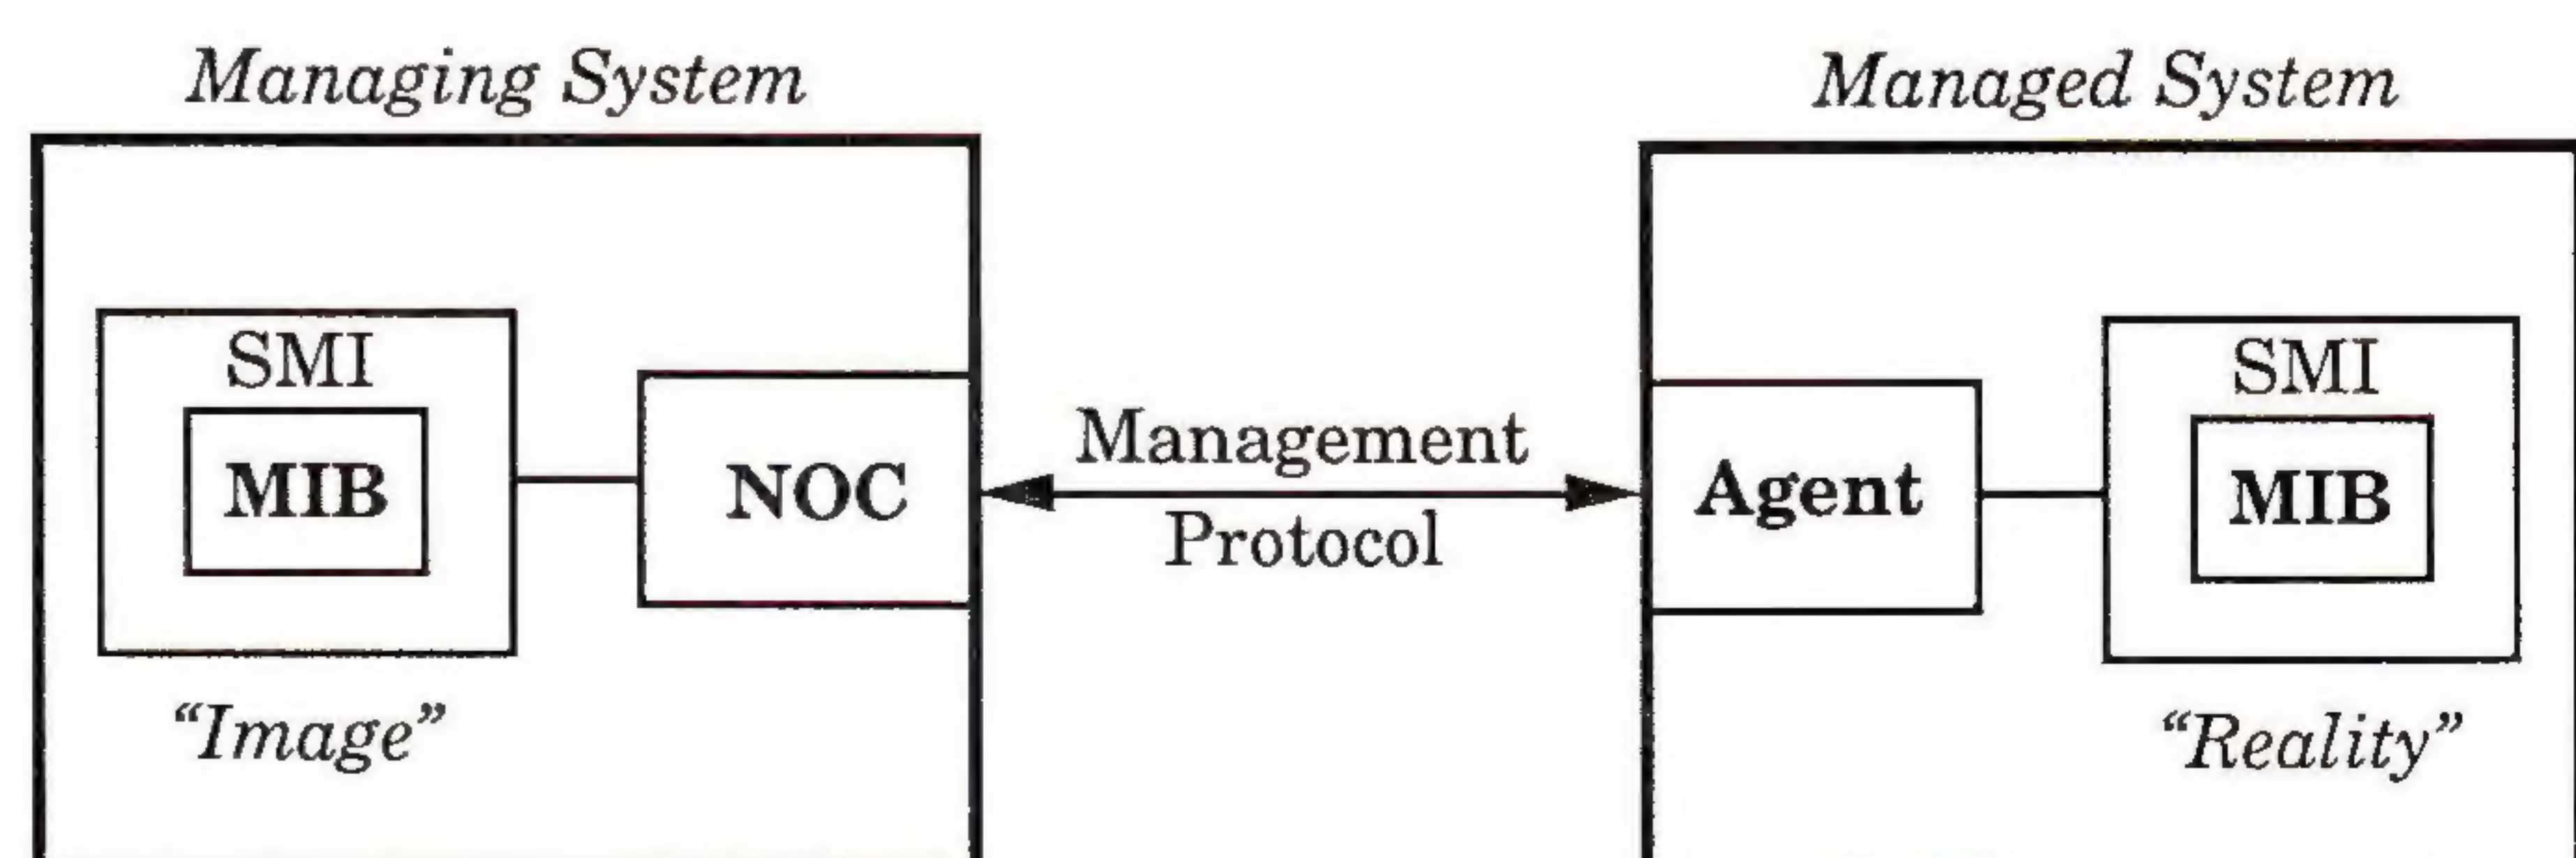 Managing System
Managed System
SMI
MIB
NOC
Management
Protocol
Agent
SMI
MIB
“Image”
“Reality”